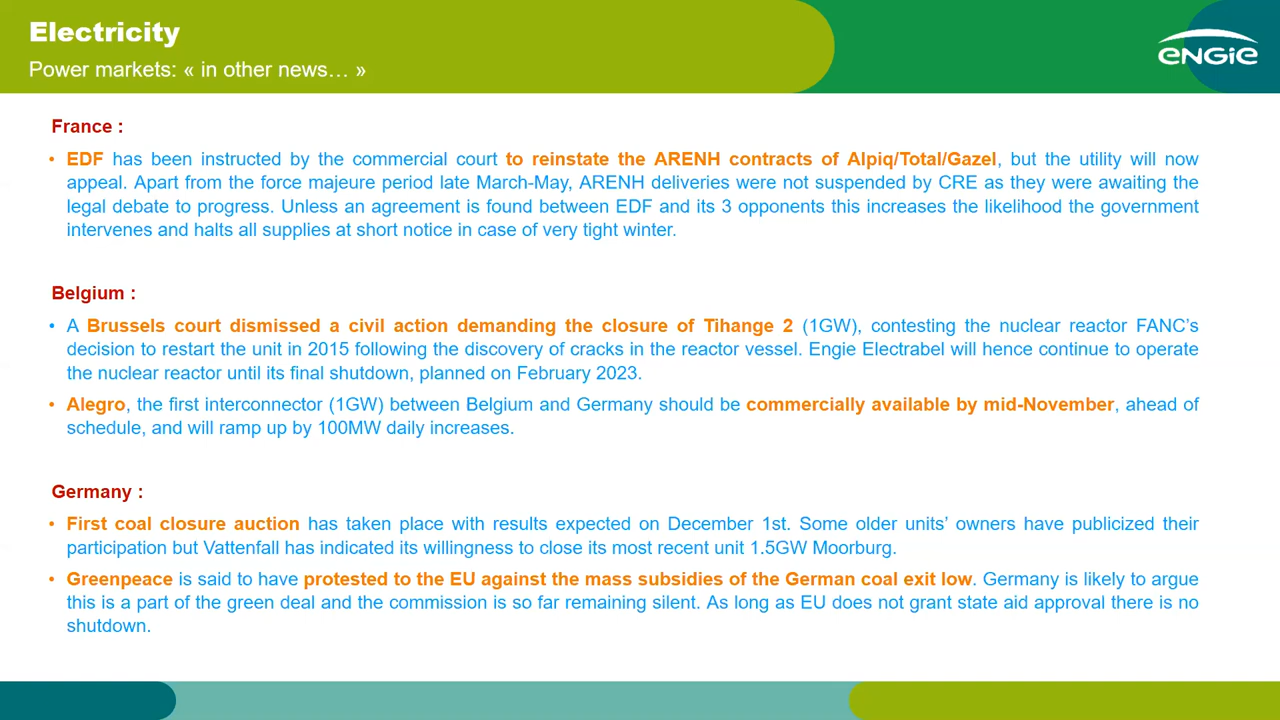 Electricity
Power markets: « in other news… »
ENGIE
France :
• EDF has been instructed by the commercial court to reinstate the ARENH contracts of Alpiq/Total/Gazel, but the utility will now
appeal. Apart from the force majeure period late March-May, ARENH deliveries were not suspended by CRE as they were awaiting the
legal debate to progress. Unless an agreement is found between EDF and its 3 opponents this increases the likelihood the government
intervenes and halts all supplies at short notice in case of very tight winter.
Belgium :
• A Brussels court dismissed a civil action demanding the closure of Tihange 2 (1GW), contesting the nuclear reactor FANC's
decision to restart the unit in 2015 following the discovery of cracks in the reactor vessel. Engie Electrabel will hence continue to operate
the nuclear reactor until its final shutdown, planned on February 2023.
• Alegro, the first interconnector (1GW) between Belgium and Germany should be commercially available by mid-November, ahead of
schedule, and will ramp up by 100MW daily increases.
Germany :
• First coal closure auction has taken place with results expected on December 1st. Some older units' owners have publicized their
participation but Vattenfall has indicated its willingness to close its most recent unit 1.5GW Moorburg.
• Greenpeace is said to have protested to the EU against the mass subsidies of the German coal exit low. Germany is likely to argue
this is a part of the green deal and the commission is so far remaining silent. As long as EU does not grant state aid approval there is no
shutdown.